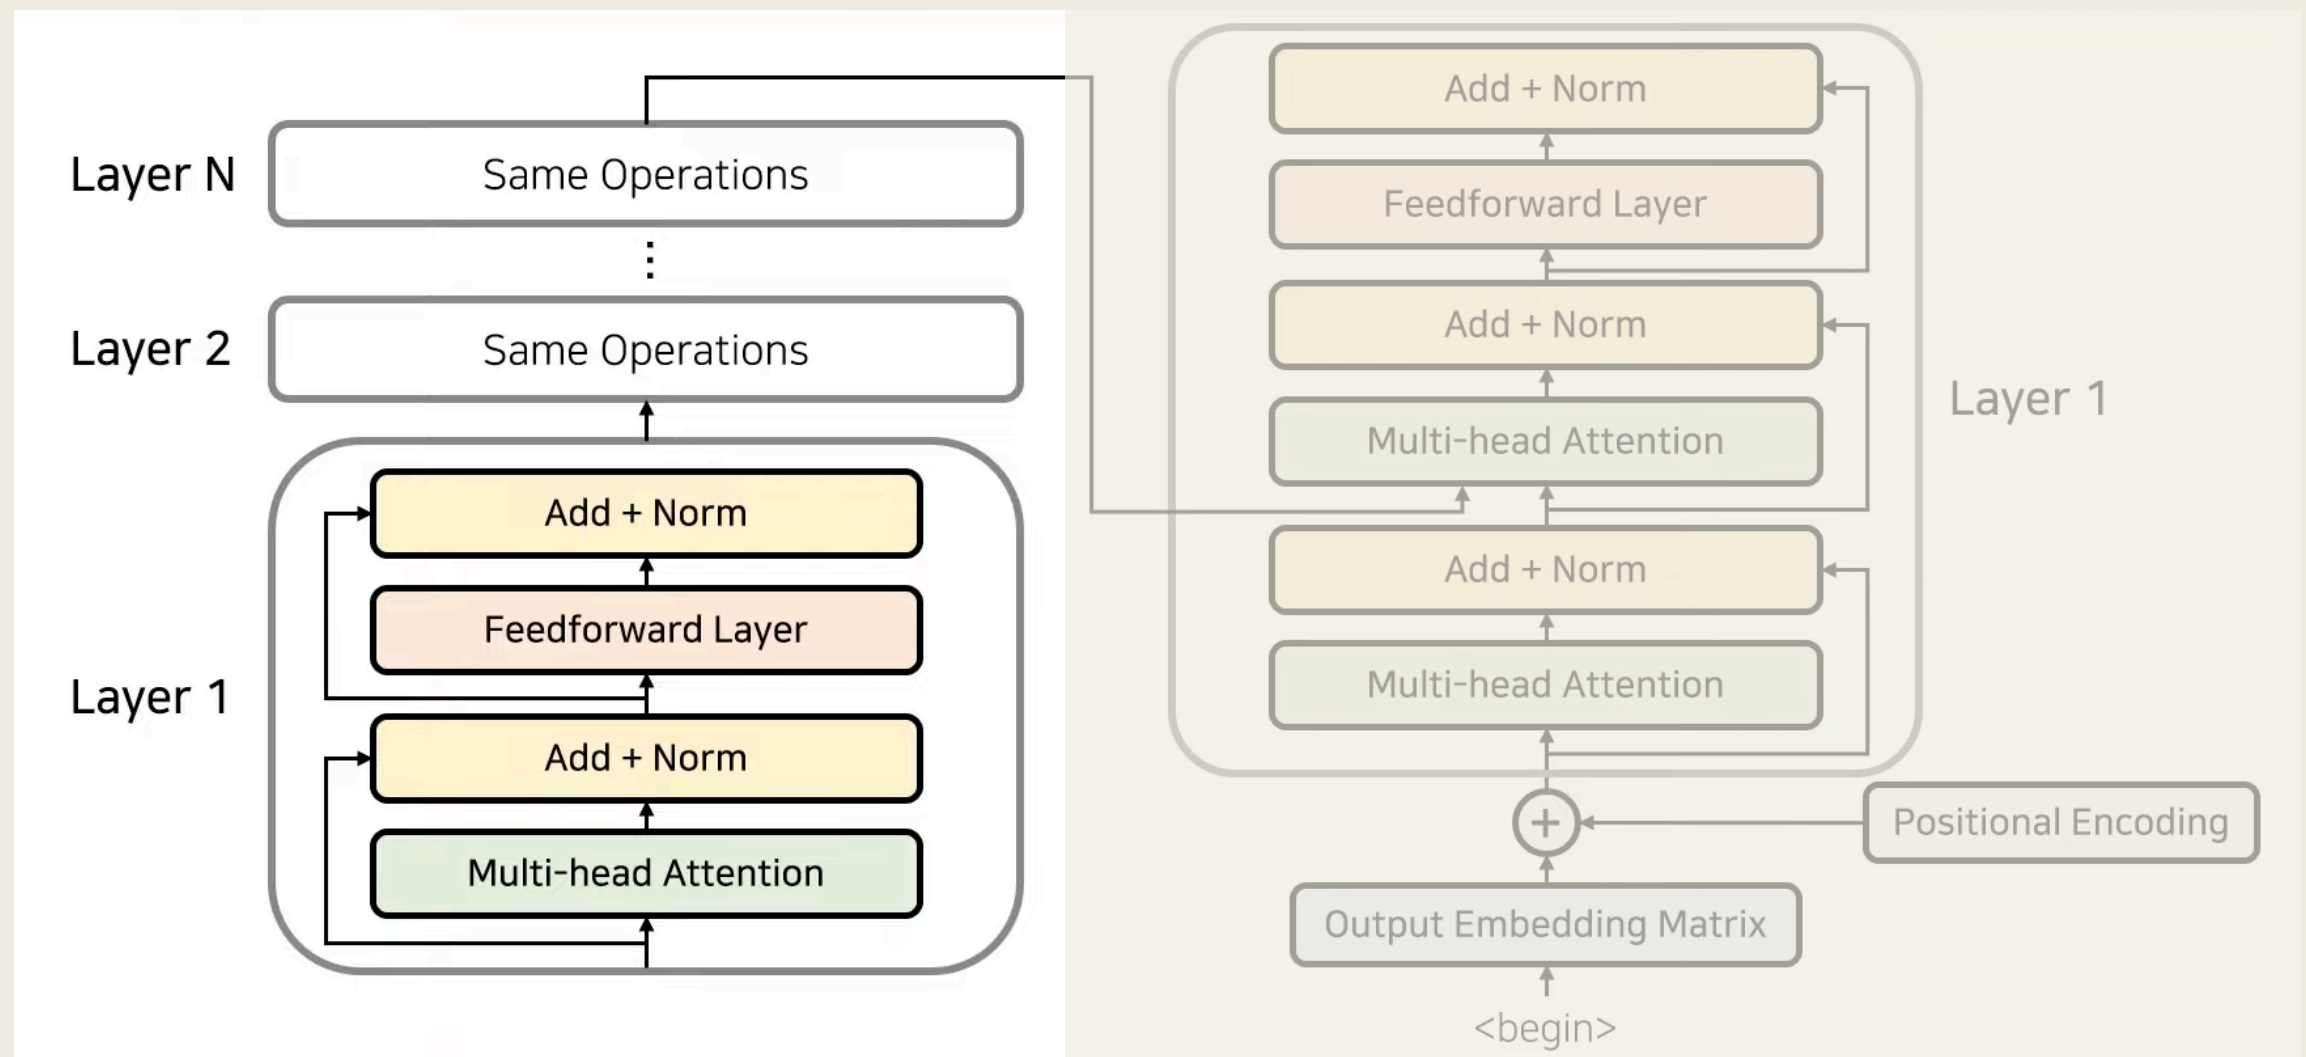 Layer N
Same Operations
Layer 2
Same Operations
Layer 1
Add + Norm
Feedforward Layer
Add + Norm
Multi-head Attention
Add + Norm
Feedforward Layer
Add + Norm
Multi-head Attention
Add + Norm
Multi-head Attention
Layer 1
+
Positional Encoding
Output Embedding Matrix
<begin>